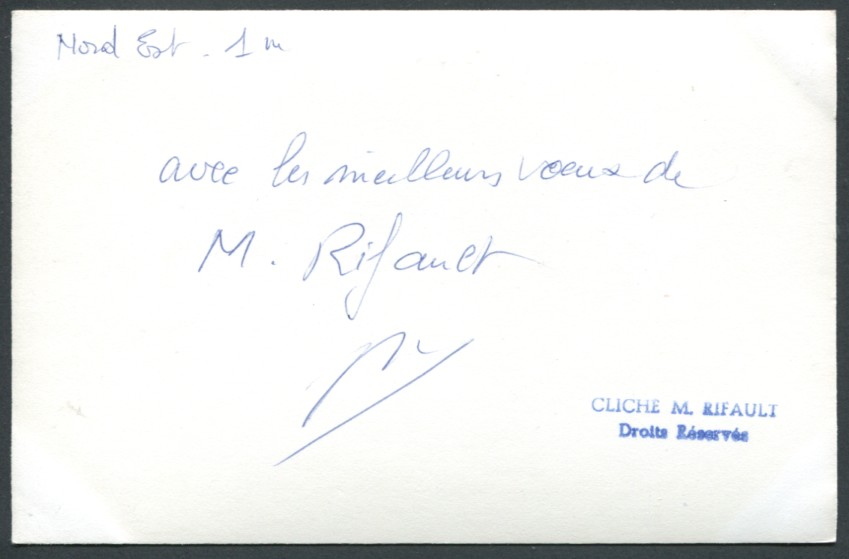 Nord Est - 1 m
avec les meilleurs voeux de
M. Rifault
CLICHE M. RIFAULT
Droits Réservés